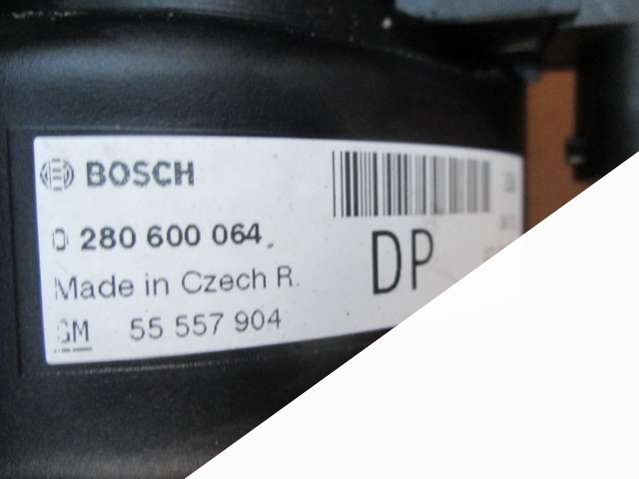 BOSCH
0 280 600 064
DP
Made in Czech R.
GM 55 557 904